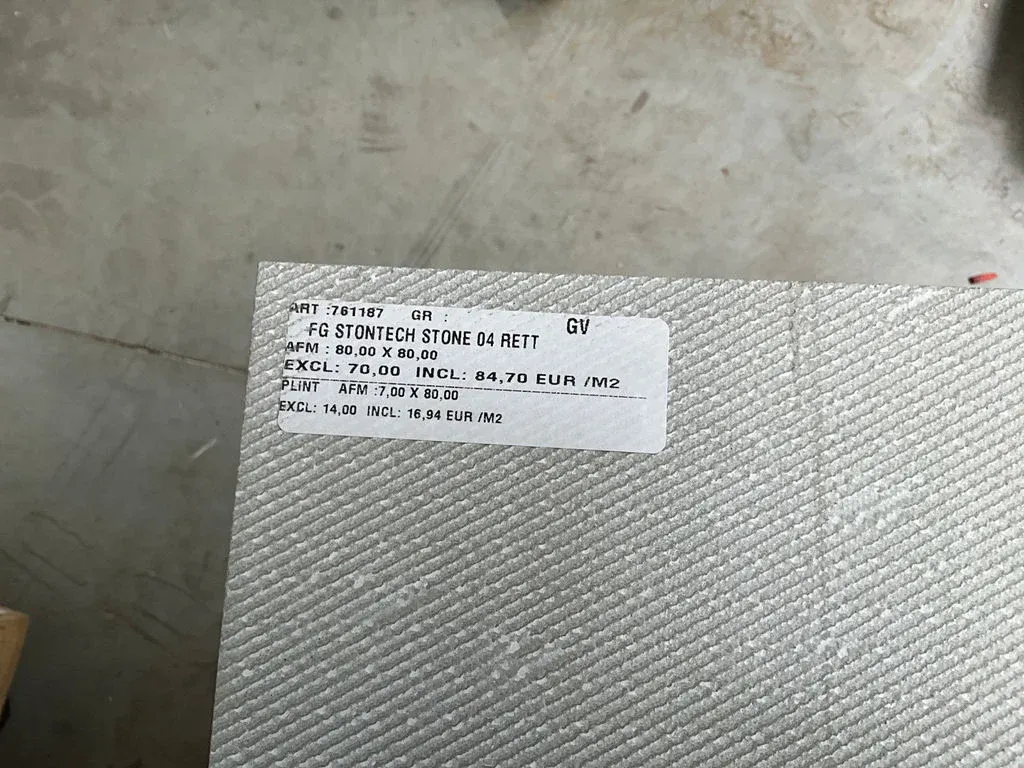 ART :761187 GR : GV
FG STONTECH STONE 04 RETT
AFM : 80,00 X 80,00
EXCL: 70,00 INCL: 84,70 EUR /M2
PLINT AFM :7,00 X 80,00
EXCL: 14,00 INCL: 16,94 EUR /M2